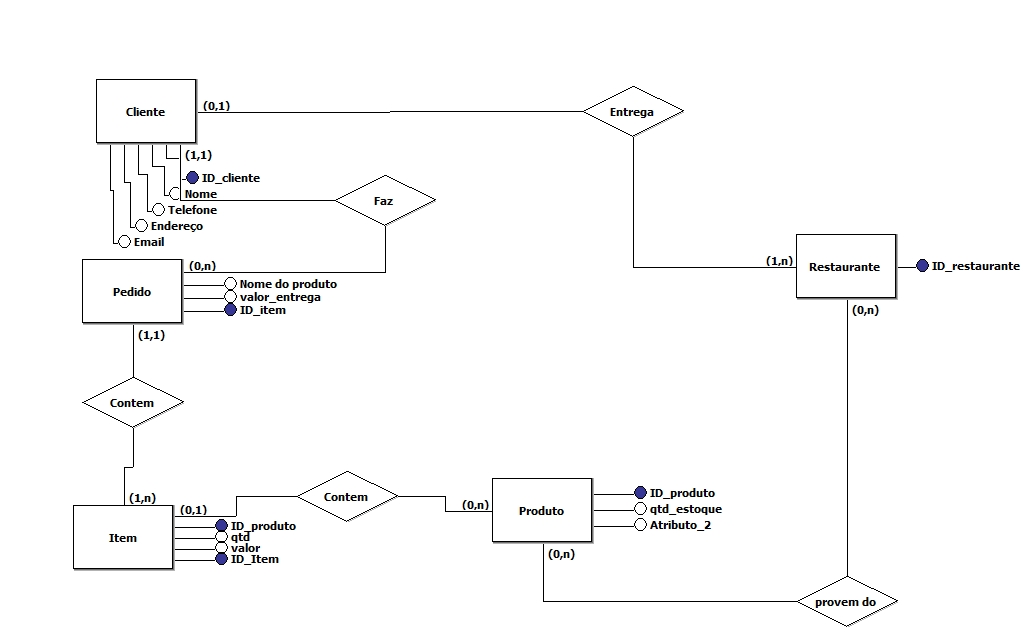 Cliente
(0,1)
Entrega
(1,1)
ID_cliente
Nome
Telefone
Endereço
Email
Faz
(0,n)
Pedido
Nome do produto
valor_entrega
ID_item
(1,n)
Restaurante
ID_restaurante
(0,n)
(1,1)
Contem
(1,n)
Item
(0,1)
ID_produto
qtd
valor
ID_Item
Contem
(0,n)
Produto
ID_produto
qtd_estoque
Atributo_2
(0,n)
provem do